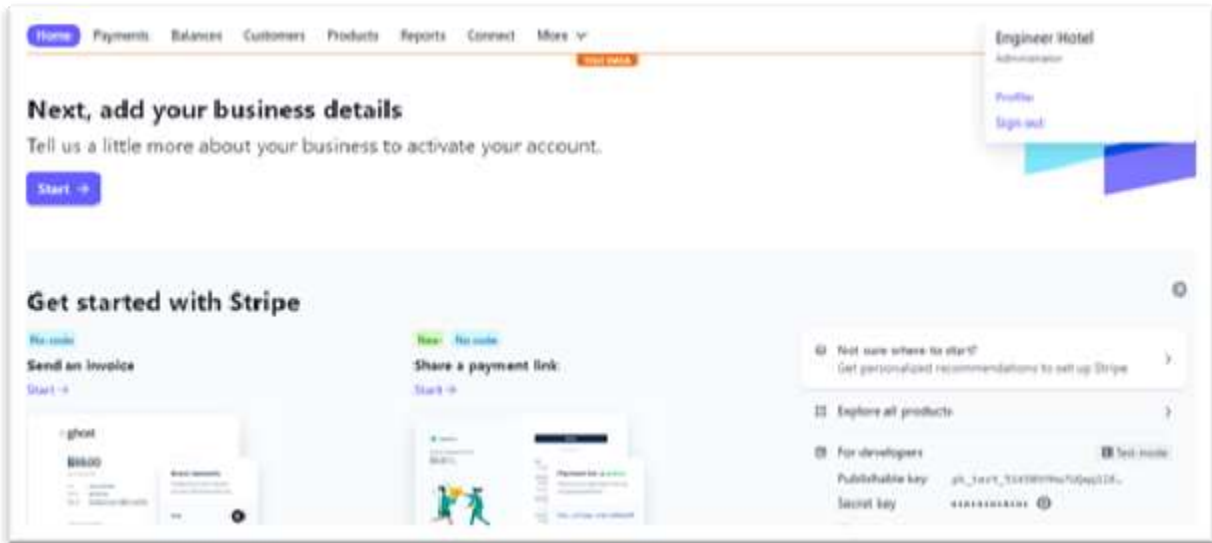 Home Payments Balances Customers Products Reports Connect More
TEST DATA
Engineer Hotel
Administrator
Profile
Sign out
Next, add your business details
Tell us a little more about your business to activate your account.
Start →
Get started with Stripe
No code
Send an invoice
Start →
ghost
New No code
Share a payment link
Start →
Not sure where to start?
Get personalized recommendations to set up Stripe
Explore all products
For developers Test mode
Publishable key
Secret key